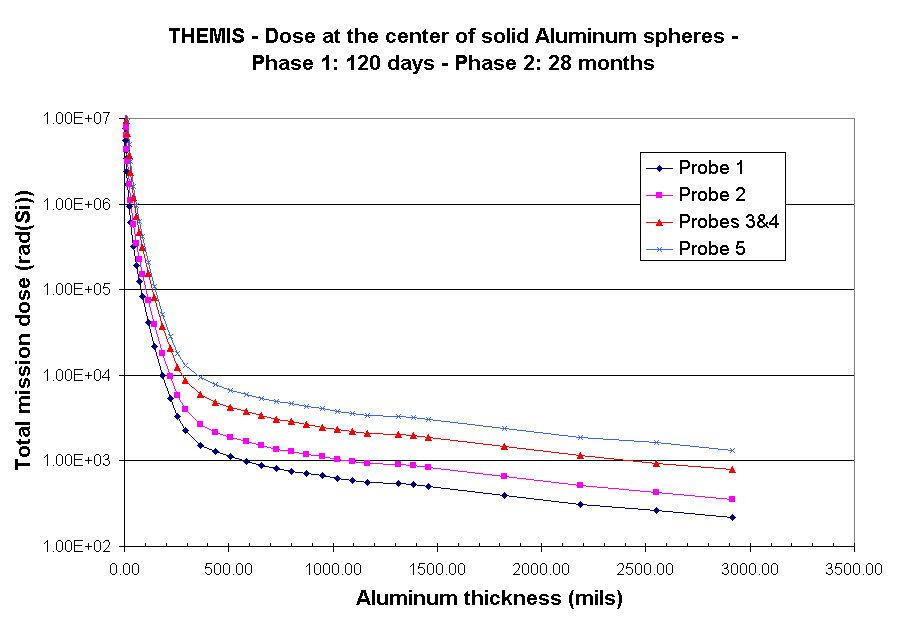 THEMIS - Dose at the center of solid Aluminum spheres -
Phase 1: 120 days - Phase 2: 28 months
Total mission dose (rad(Si))
1.00E+07
1.00E+06
1.00E+05
1.00E+04
1.00E+03
1.00E+02
Probe 1
Probe 2
Probes 3&4
Probe 5
0.00 500.00 1000.00 1500.00 2000.00 2500.00 3000.00 3500.00
Aluminum thickness (mils)